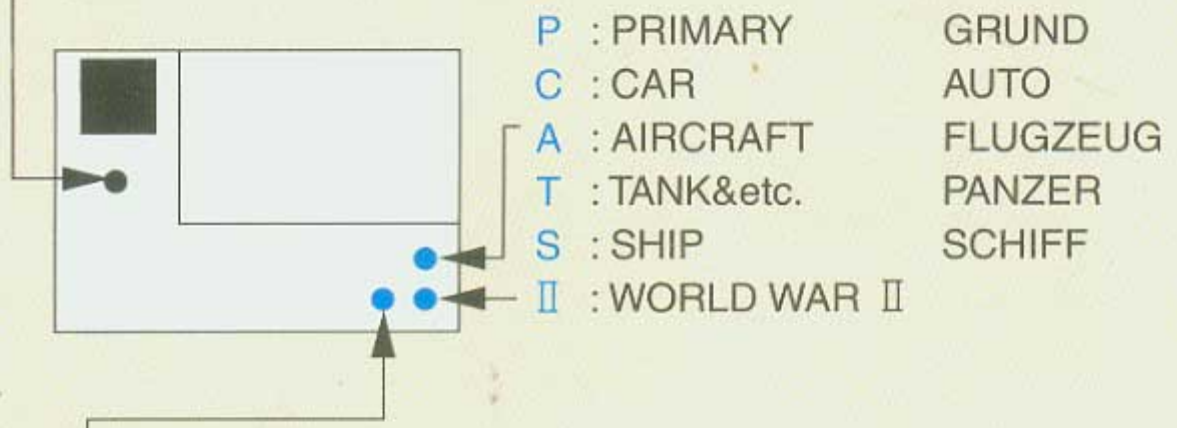 P : PRIMARY GRUND
C : CAR AUTO
A : AIRCRAFT FLUGZEUG
T : TANK&etc. PANZER
S : SHIP SCHIFF
II : WORLD WAR II